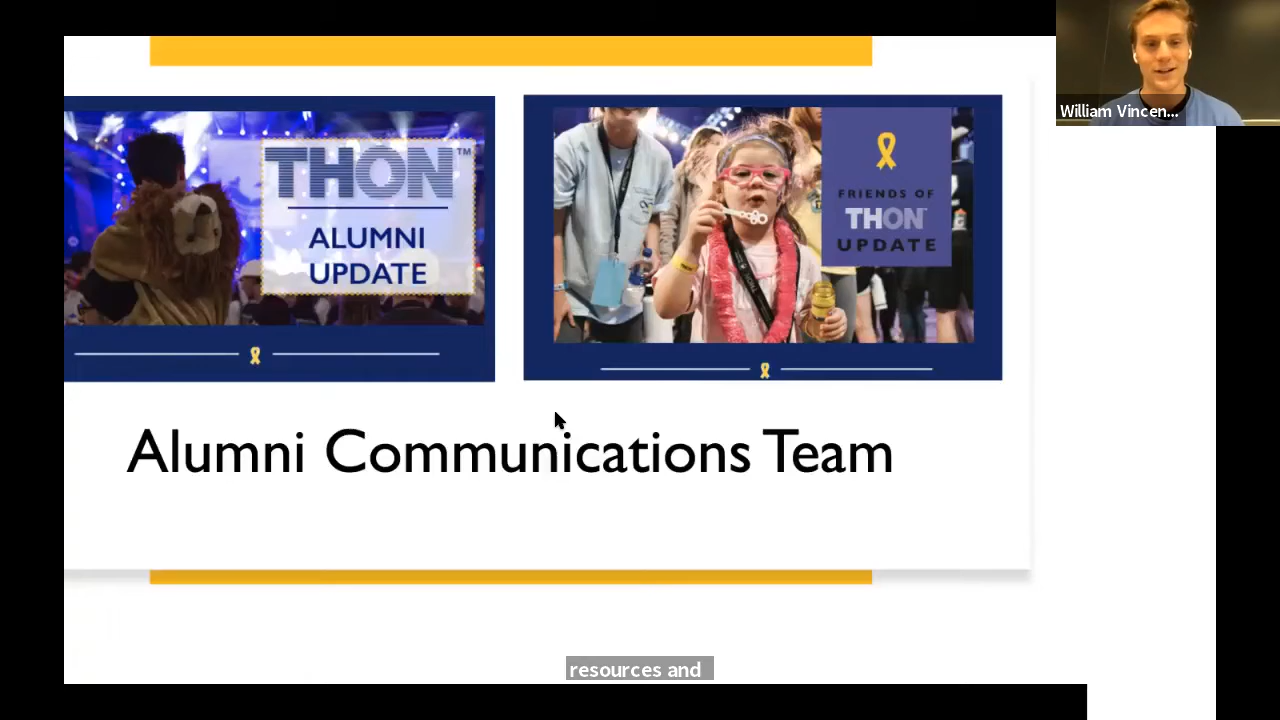 William Vincen...
THON™
ALUMNI
UPDATE
FRIENDS OF
THON™
UPDATE
Alumni Communications Team
resources and